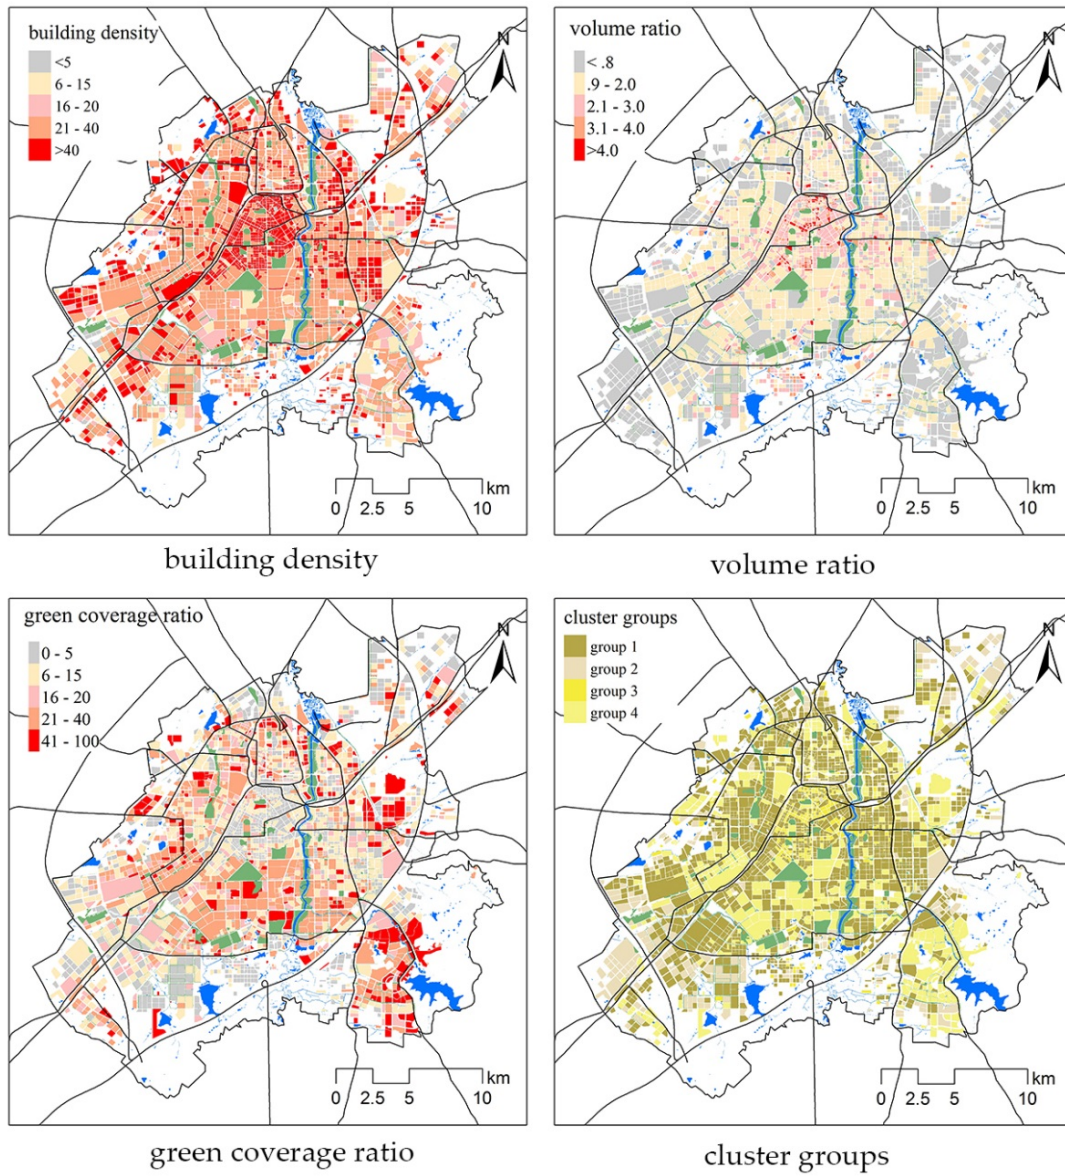 building density
<5
6 - 15
16 - 20
21 - 40
>40
N
km
0 2.5 5 10
building density
volume ratio
< .8
.9 - 2.0
2.1 - 3.0
3.1 - 4.0
>4.0
N
km
0 2.5 5 10
volume ratio
green coverage ratio
0 - 5
6 - 15
16 - 20
21 - 40
41 - 100
N
km
0 2.5 5 10
green coverage ratio
cluster groups
group 1
group 2
group 3
group 4
N
km
0 2.5 5 10
cluster groups